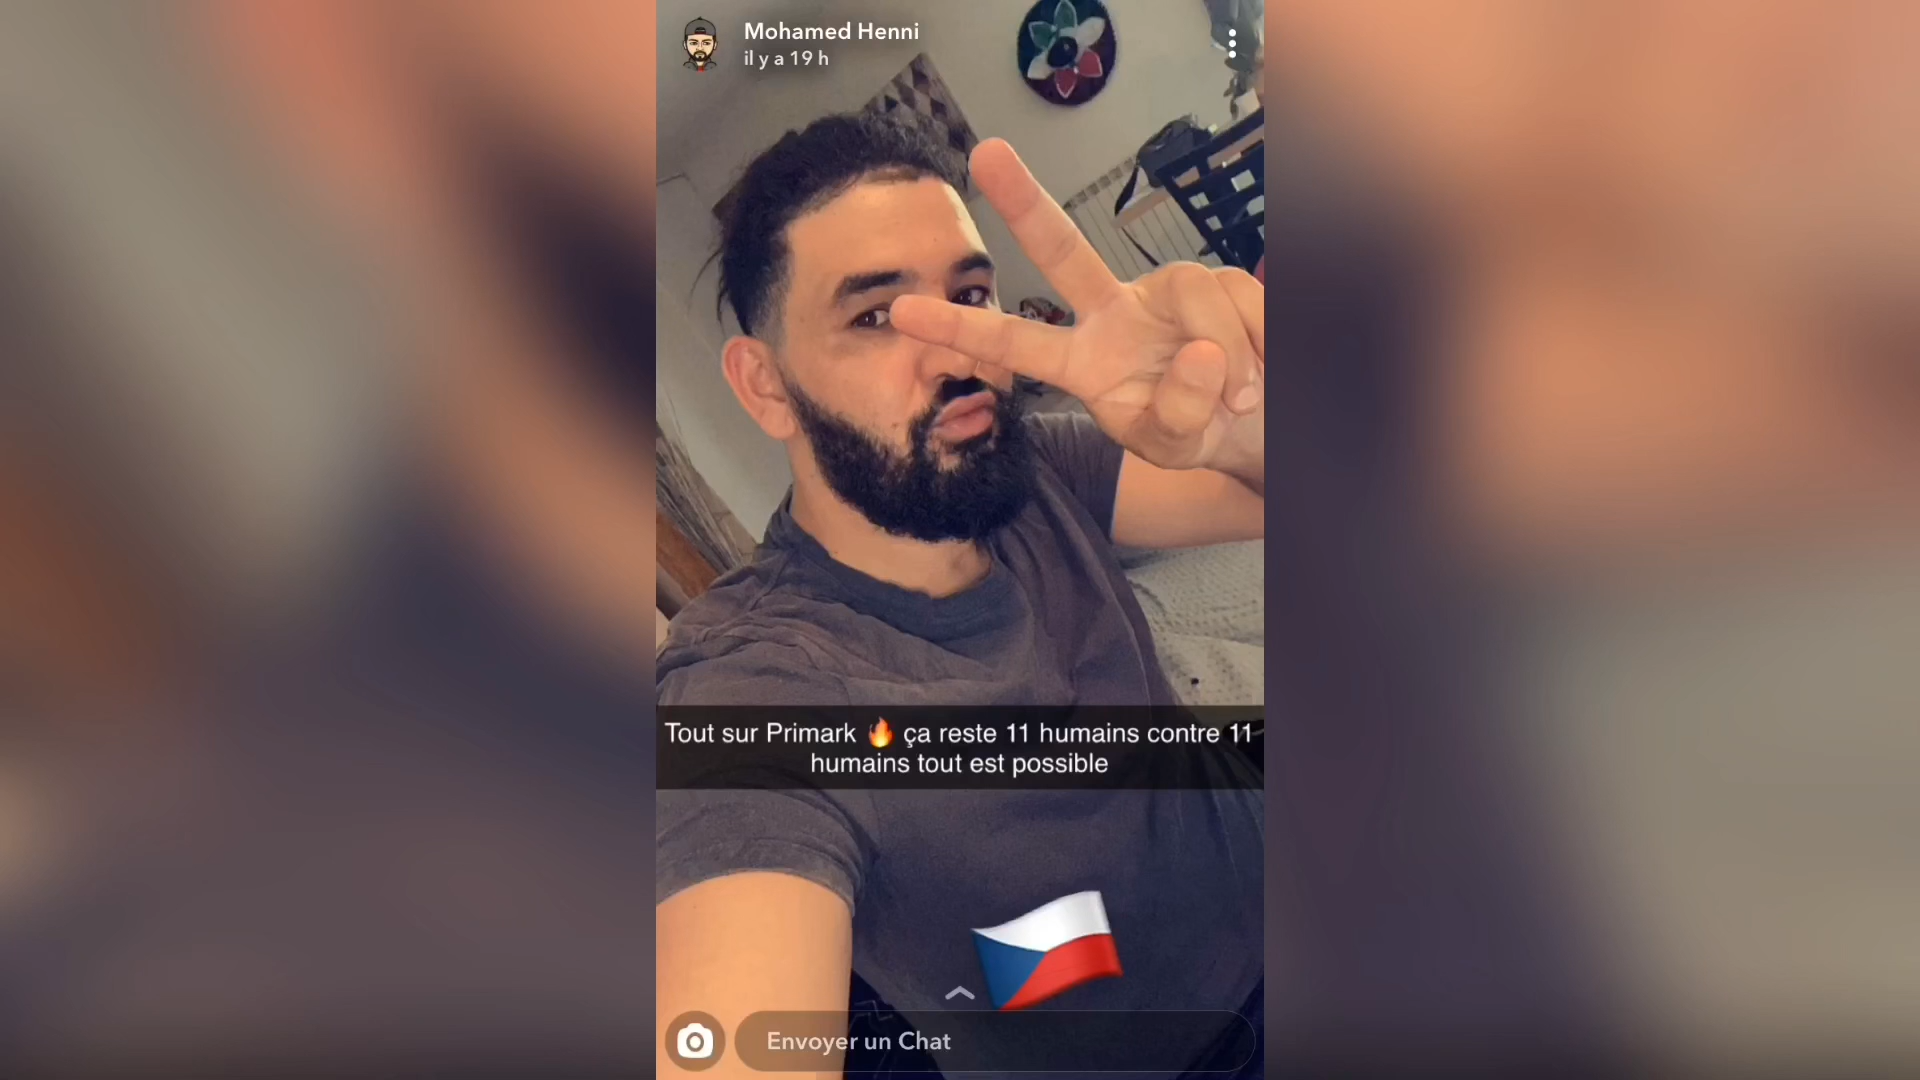 Mohamed Henni
il y a 19 h
Tout sur Primark 🔥 ça reste 11 humains contre 11
humains tout est possible
Envoyer un Chat